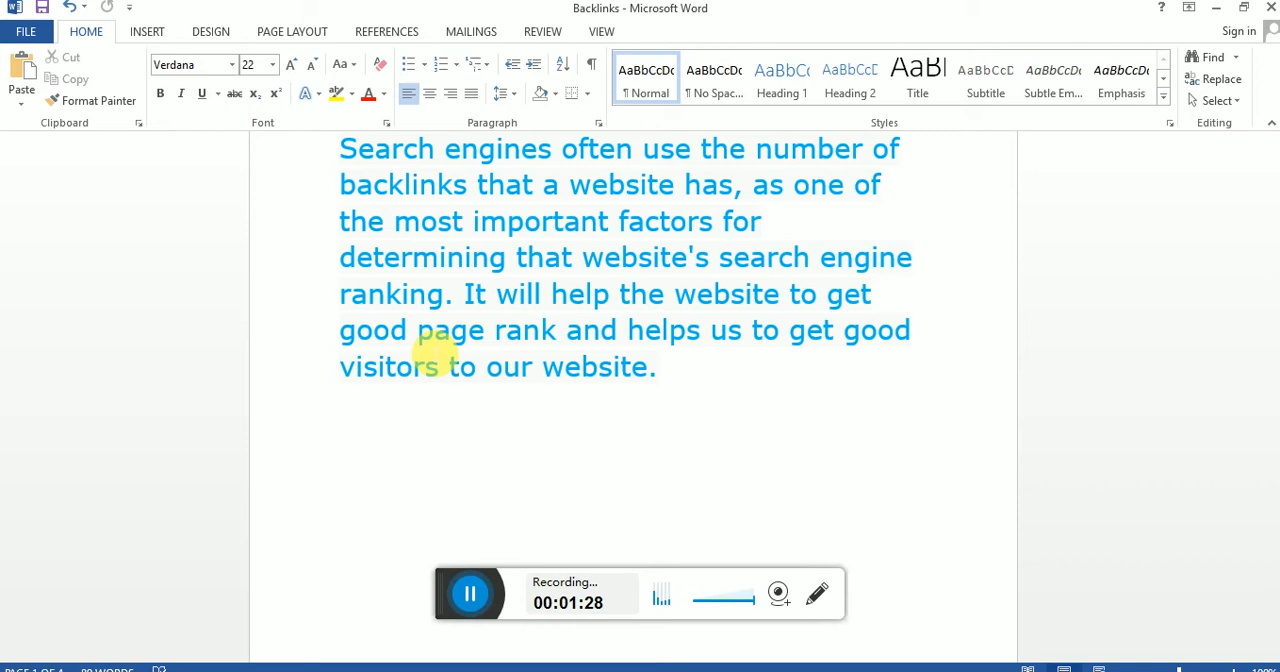 Backlinks - Microsoft Word
Sign in
FILE HOME INSERT DESIGN PAGE LAYOUT REFERENCES MAILINGS REVIEW VIEW
Paste
Cut
Copy
Format Painter
Clipboard
Verdana 22
Font
Paragraph
AaBbCcDc AaBbCcDc AaBbCc AaBbCcD AaBl AaBbCcD AaBbCcDc AaBbCcDc
¶ Normal ¶ No Spac... Heading 1 Heading 2 Title Subtitle Subtle Em... Emphasis
Styles
Find
Replace
Select
Editing
Search engines often use the number of
backlinks that a website has, as one of
the most important factors for
determining that website's search engine
ranking. It will help the website to get
good page rank and helps us to get good
visitors to our website.
Recording...
00:01:28